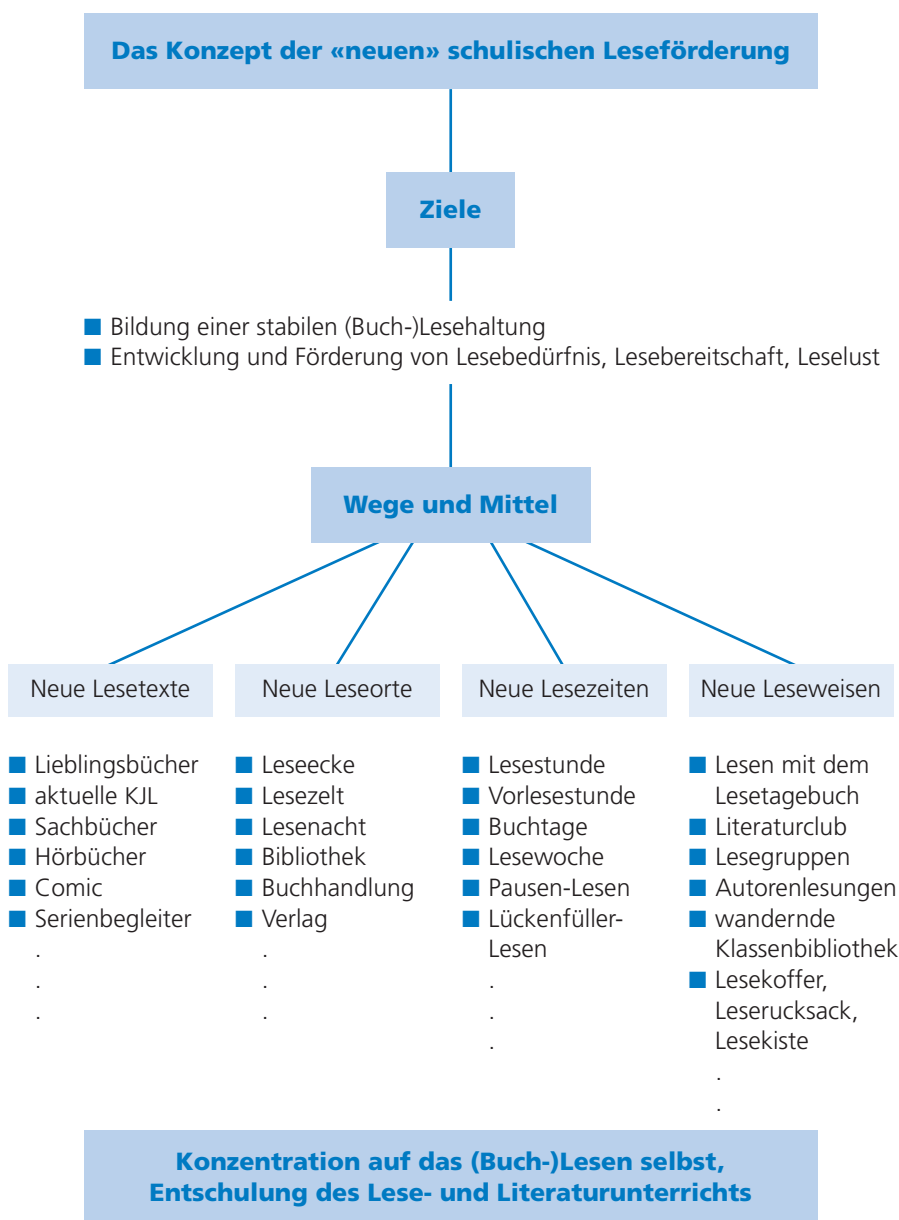 Das Konzept der «neuen» schulischen Leseförderung
Ziele
■ Bildung einer stabilen (Buch-)Lesehaltung
■ Entwicklung und Förderung von Lesebedürfnis, Lesebereitschaft, Leselust
Wege und Mittel
Neue Lesetexte
■ Lieblingsbücher
■ aktuelle KJL
■ Sachbücher
■ Hörbücher
■ Comic
■ Serienbegleiter
.
.
.
Neue Leseorte
■ Leseecke
■ Lesezelt
■ Lesenacht
■ Bibliothek
■ Buchhandlung
■ Verlag
.
.
.
Neue Lesezeiten
■ Lesestunde
■ Vorlesestunde
■ Buchtage
■ Lesewoche
■ Pausen-Lesen
■ Lückenfüller-
Lesen
.
.
.
Neue Leseweisen
■ Lesen mit dem
Lesetagebuch
■ Literaturclub
■ Lesegruppen
■ Autorenlesungen
■ wandernde
Klassenbibliothek
■ Lesekoffer,
Leserucksack,
Lesekiste
.
.
Konzentration auf das (Buch-)Lesen selbst,
Entschulung des Lese- und Literaturunterrichts